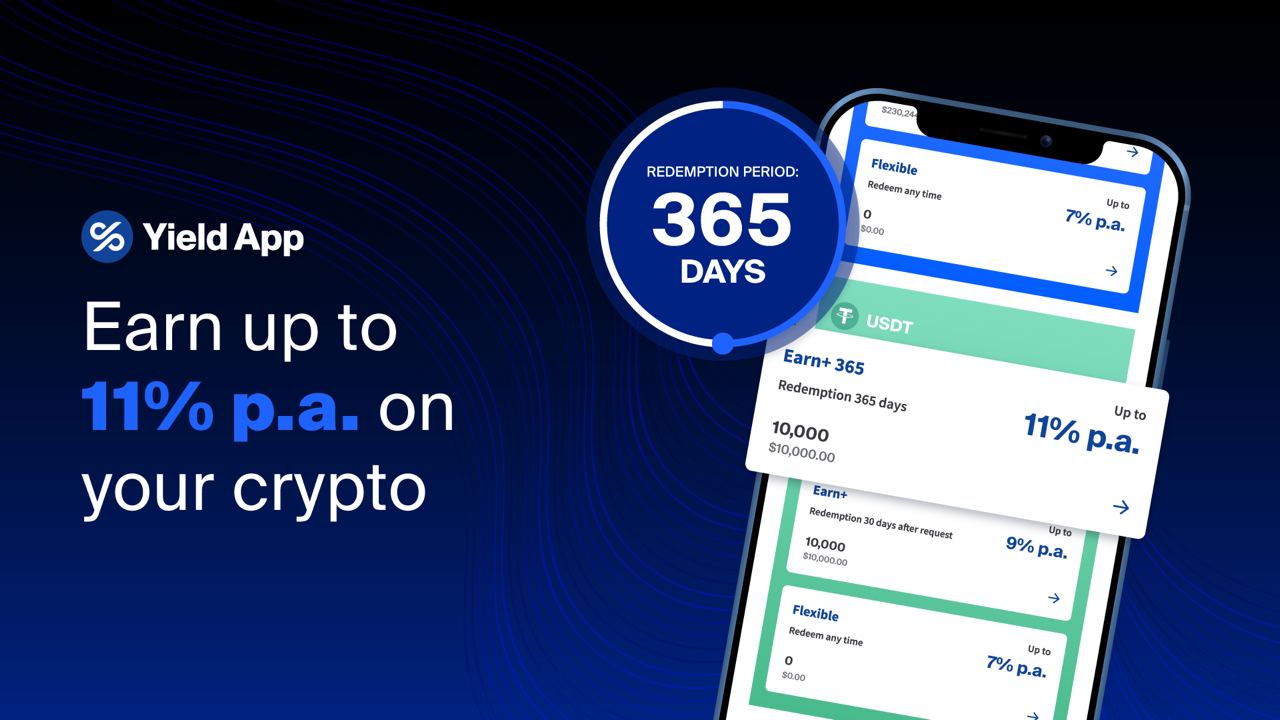 Yield App
Earn up to
11% p.a. on
your crypto
REDEMPTION PERIOD:
365
DAYS
Flexible
Redeem any time
0
$0.00
Up to
7% p.a.
USDT
Earn+ 365
Redemption 365 days
10,000
$10,000.00
Up to
11% p.a.
Earn+
Redemption 30 days after request
10,000
$10,000.00
Up to
9% p.a.
Flexible
Redeem any time
0
$0.00
Up to
7% p.a.